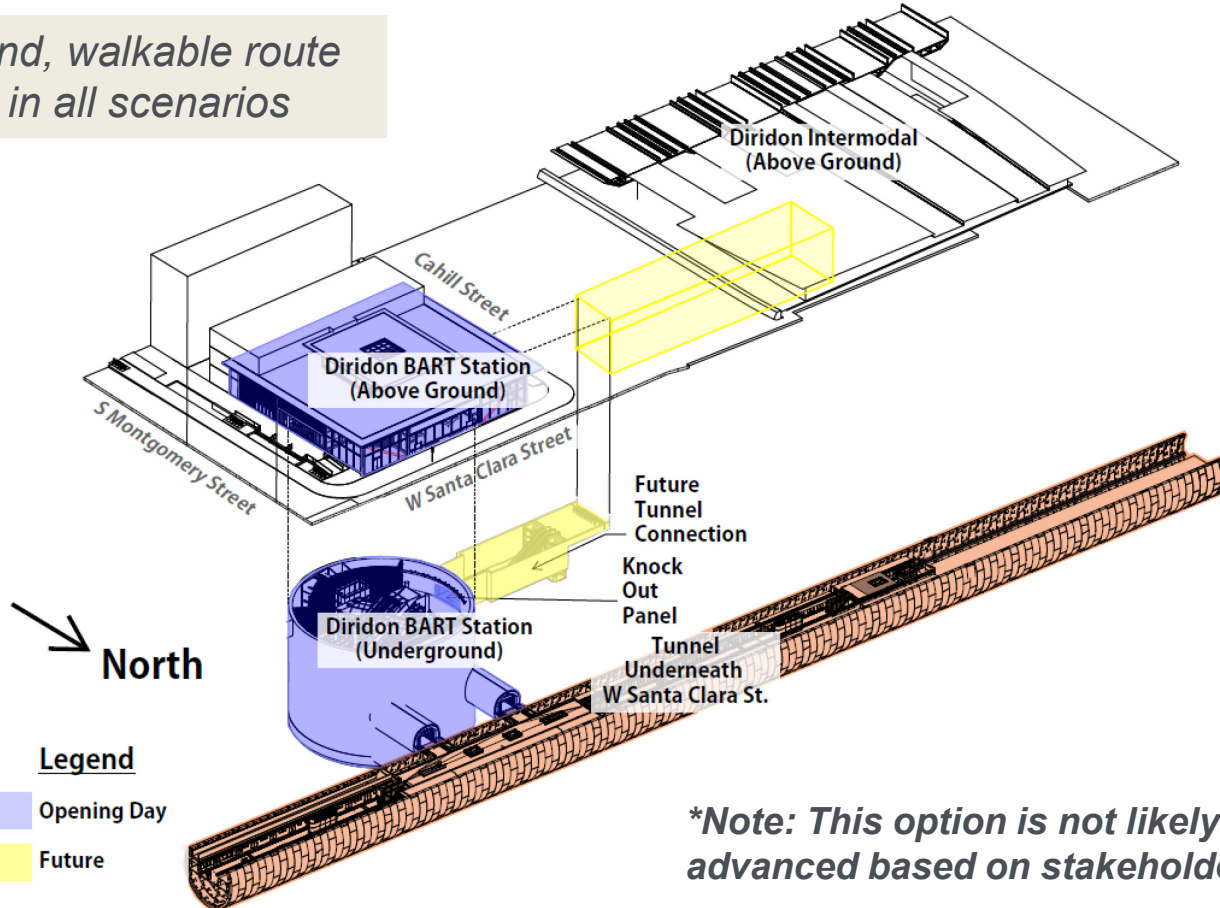 nd, walkable route
in all scenarios
Diridon Intermodal
(Above Ground)
Cahill Street
Diridon BART Station
(Above Ground)
S Montgomery Street
W Santa Clara Street
Future
Tunnel
Connection
Knock
Out
Panel
Diridon BART Station
(Underground)
Tunnel
Underneath
W Santa Clara St.
North
Legend
Opening Day
Future
*Note: This option is not likely
advanced based on stakehold